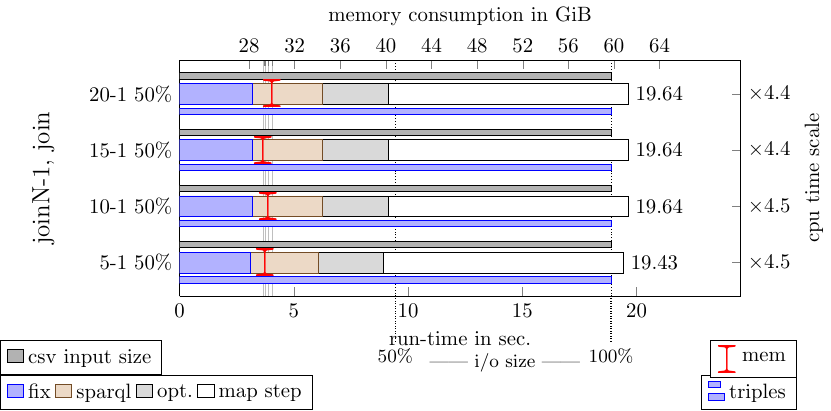 memory consumption in GiB
28 32 36 40 44 48 52 56 60 64
joinN-1, join
20-1 50% 19.64 ×4.4
15-1 50% 19.64 ×4.4
10-1 50% 19.64 ×4.5
5-1 50% 19.43 ×4.5
cpu time scale
0 5 10 15 20
run-time in sec.
50% i/o size 100%
csv input size
mem
fix sparql opt. map step
triples